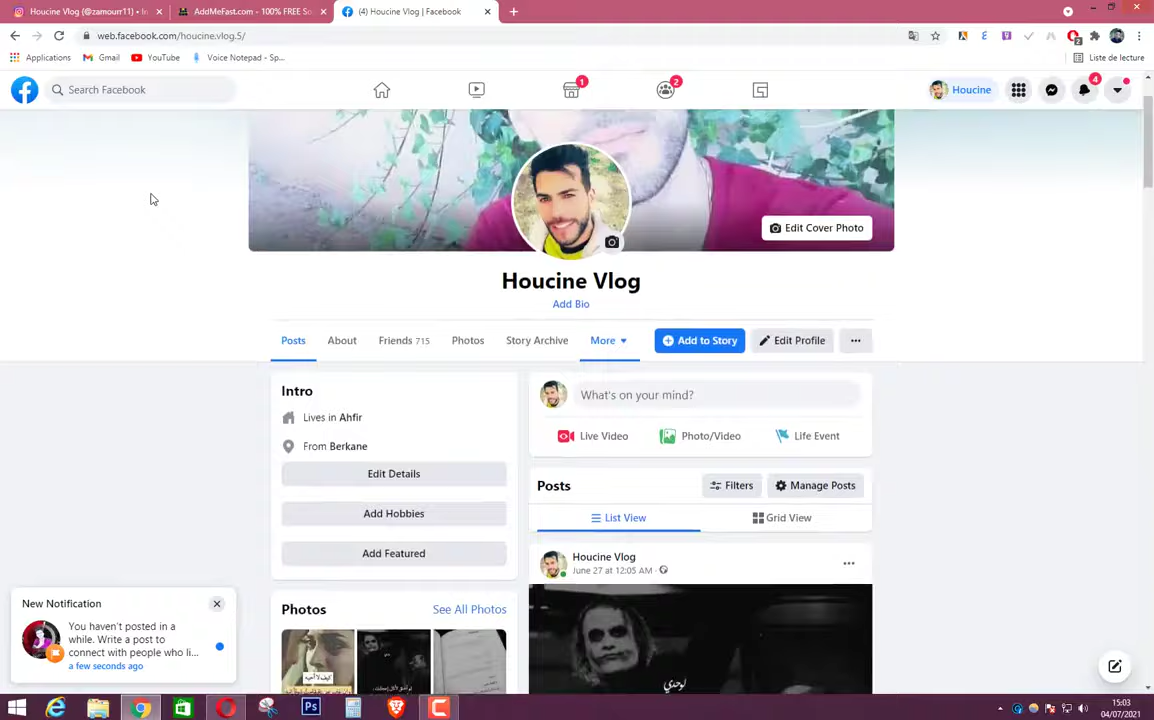 Houcine Vlog (@zamourr11) • In
AddMeFast.com - 100% FREE So
(4) Houcine Vlog | Facebook
web.facebook.com/houcine.vlog.5/
Applications
Gmail
YouTube
Voice Notepad - Sp...
Liste de lecture
Search Facebook
1
2
Houcine
4
Edit Cover Photo
Houcine Vlog
Add Bio
Posts
About
Friends 715
Photos
Story Archive
More
Add to Story
Edit Profile
Intro
Lives in Ahfir
From Berkane
Edit Details
Add Hobbies
Add Featured
What's on your mind?
Live Video
Photo/Video
Life Event
Posts
Filters
Manage Posts
List View
Grid View
Houcine Vlog
June 27 at 12:05 AM
Photos
See All Photos
New Notification
You haven't posted in a
while. Write a post to
connect with people who li...
a few seconds ago
Ps
15:03
04/07/2021